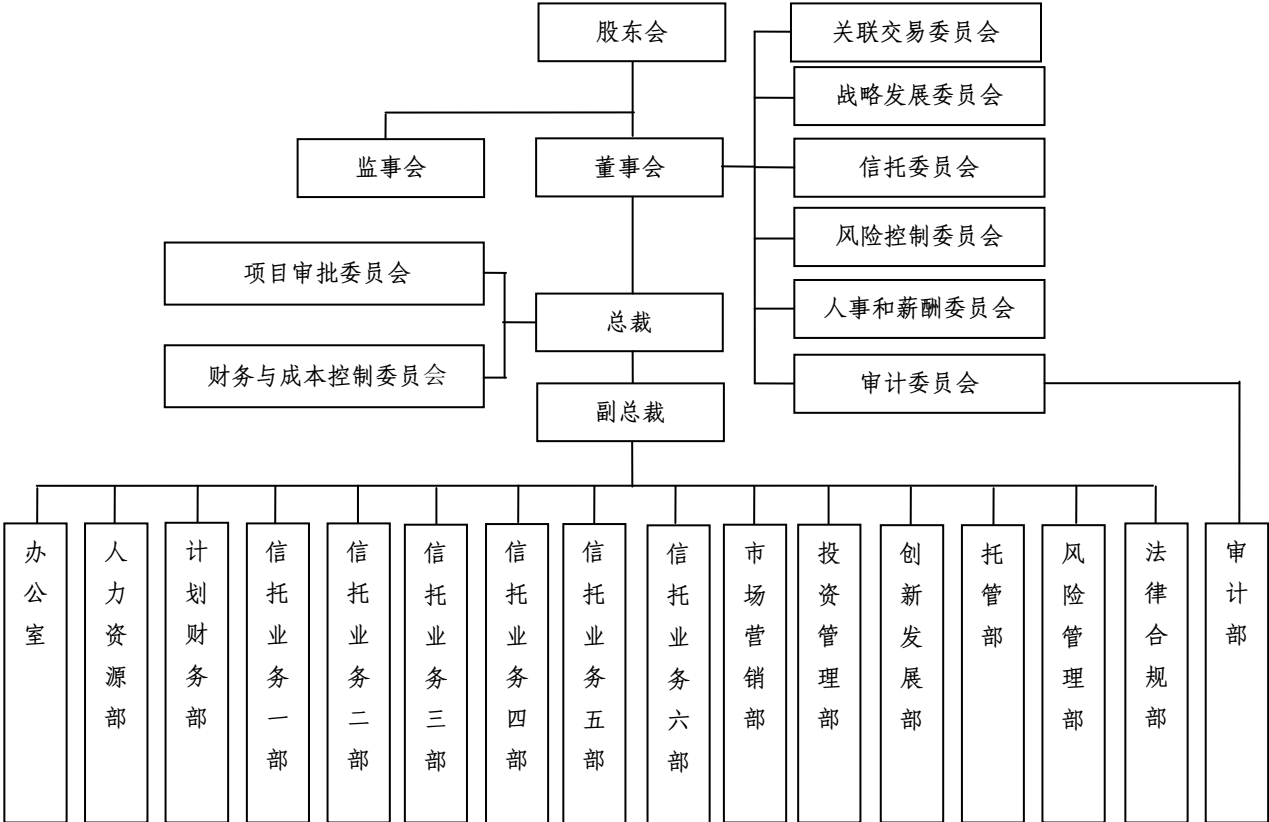 股东会
关联交易委员会
战略发展委员会
监事会
董事会
信托委员会
风险控制委员会
项目审批委员会
总裁
人事和薪酬委员会
财务与成本控制委员会
审计委员会
副总裁
办公室
人力资源部
计划财务部
信托业务一部
信托业务二部
信托业务三部
信托业务四部
信托业务五部
信托业务六部
市场营销部
投资管理部
创新发展部
托管部
风险管理部
法律合规部
审计部